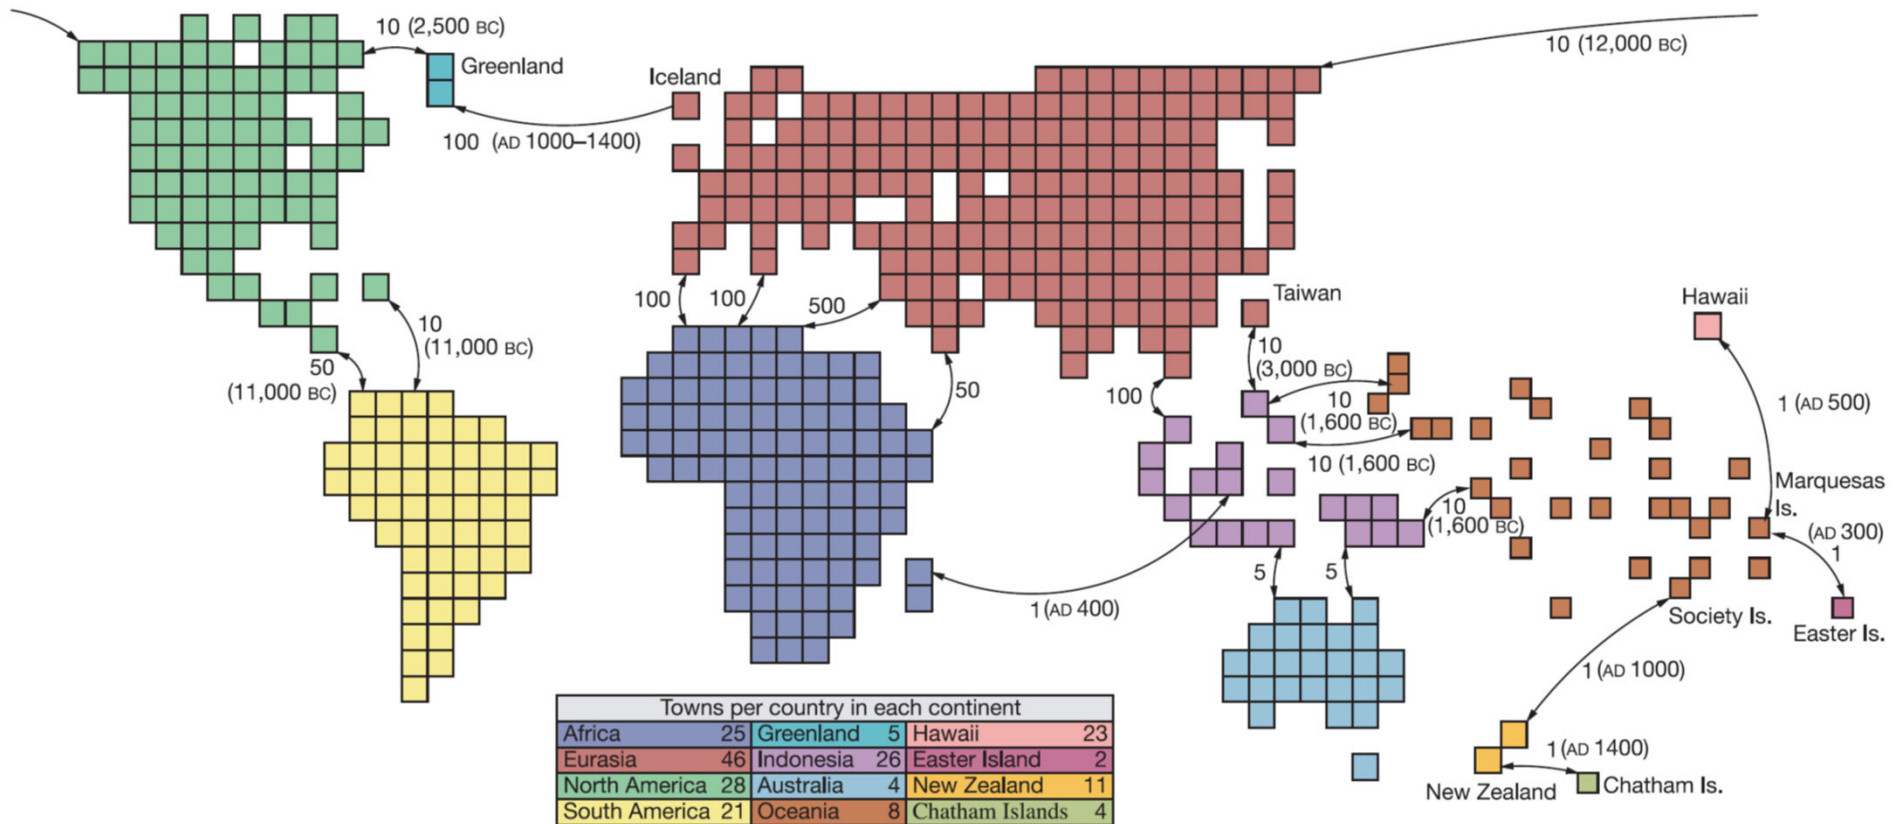 10 (2,500 BC)
Greenland
Iceland
10 (12,000 BC)
100 (AD 1000–1400)
Taiwan
Hawaii
100
100
500
10
(11,000 BC)
10
(3,000 BC)
50
(11,000 BC)
50
100
10
(1,600 BC)
1 (AD 500)
10 (1,600 BC)
Marquesas
Is.
10
(1,600 BC)
(AD 300)
1
5
5
1 (AD 400)
Society Is.
Easter Is.
1 (AD 1000)
Towns per country in each continent
Africa 25 Greenland 5 Hawaii 23
Eurasia 46 Indonesia 26 Easter Island 2
North America 28 Australia 4 New Zealand 11
South America 21 Oceania 8 Chatham Islands 4
1 (AD 1400)
New Zealand
Chatham Is.